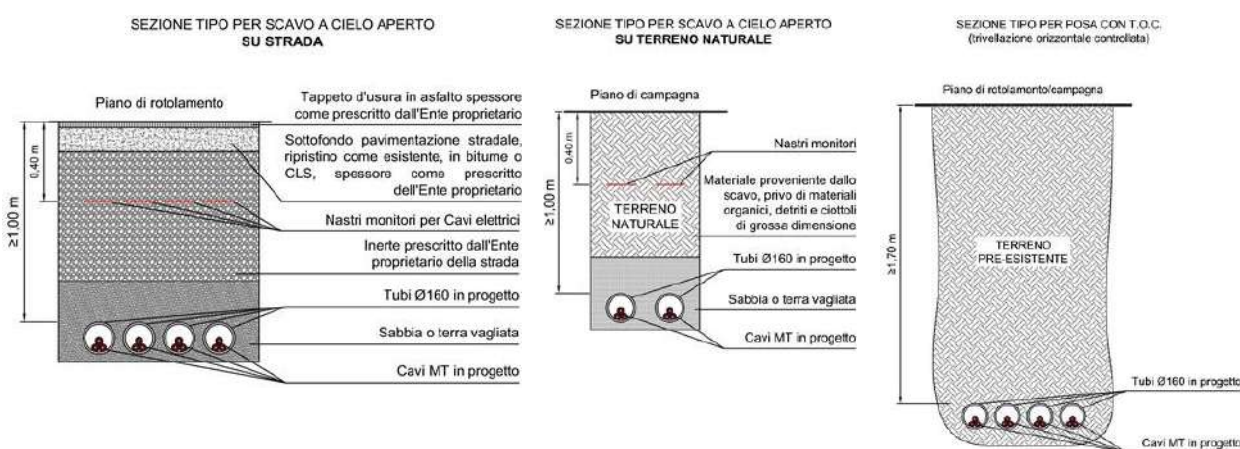 SEZIONE TIPO PER SCAVO A CIELO APERTO
SU STRADA
Piano di rotolamento
Tappeto d'usura in asfalto spessore
come prescritto dall'Ente proprietario
Sottofondo pavimentazione stradale,
ripristino come esistente, in bitume o
CLS, spessore come prescritto
dell'Ente proprietario
Nastri monitori per Cavi elettrici
Inerte prescritto dall'Ente
proprietario della strada
Tubi Ø160 in progetto
Sabbia o terra vagliata
Cavi MT in progetto
0,40 m
≥1,00 m
SEZIONE TIPO PER SCAVO A CIELO APERTO
SU TERRENO NATURALE
Piano di campagna
Nastri monitori
Materiale proveniente dallo
scavo, privo di materiali
organici, detriti e ciottoli
di grossa dimensione
TERRENO
NATURALE
Tubi Ø160 in progetto
Sabbia o terra vagliata
Cavi MT in progetto
0,40 m
≥1,00 m
SEZIONE TIPO PER POSA CON T.O.C.
(trivellazione orizzontale controllata)
Piano di rotolamento/campagna
TERRENO
PRE-ESISTENTE
≥1,70 m
Tubi Ø160 in progetto
Cavi MT in progetto